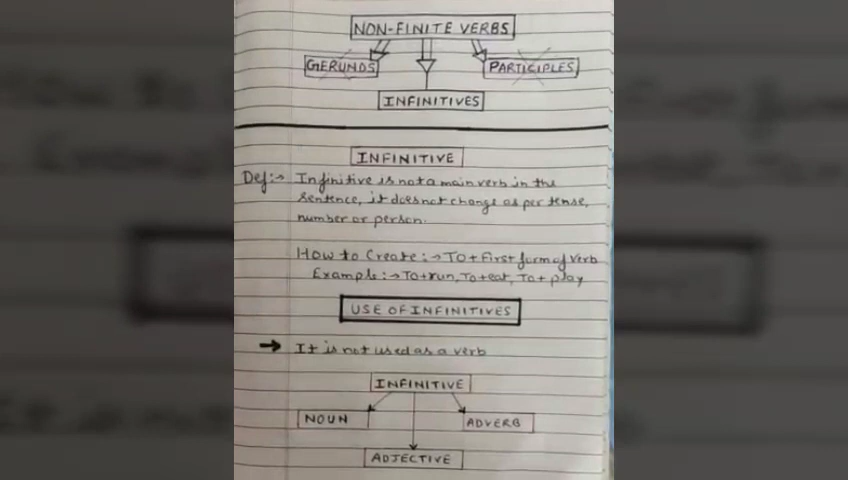 NON-FINITE VERBS
GERUNDS
PARTICIPLES
INFINITIVES
INFINITIVE
Def:→ Infinitive is not a main verb in the
sentence, it does not change as per tense,
number or person.
How to Create:→ To + First form of Verb
Example:→ To+run, To+eat, To+play
USE OF INFINITIVES
→ It is not used as a verb
INFINITIVE
NOUN
ADVERB
ADJECTIVE